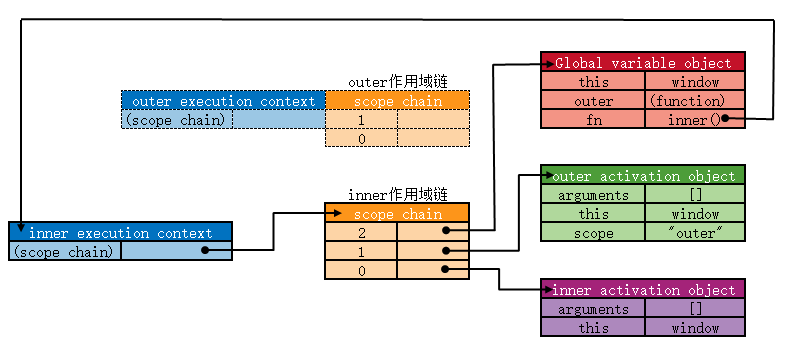 outer作用域链
outer execution context
(scope chain)
scope chain
1
0
Global variable object
this window
outer (function)
fn inner()
inner作用域链
inner execution context
(scope chain)
scope chain
2
1
0
outer activation object
arguments []
this window
scope "outer"
inner activation object
arguments []
this window